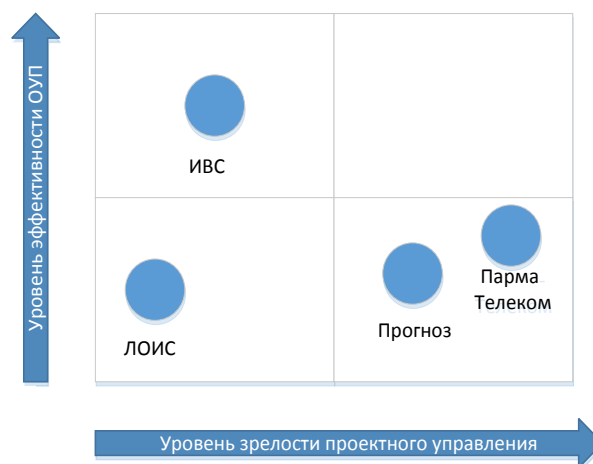 Уровень эффективности ОУП
ИВС
ЛОИС
Прогноз
Парма
Телеком
Уровень зрелости проектного управления